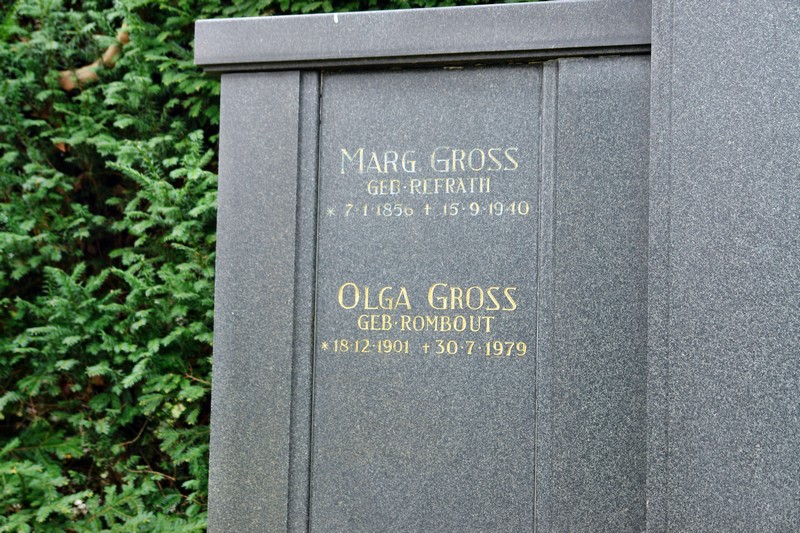 MARG. GROSS
GEB·REFRATH
* 7·1·1856 + 15·9·1940
OLGA GROSS
GEB·ROMBOUT
*18·12·1901 +30·7·1979